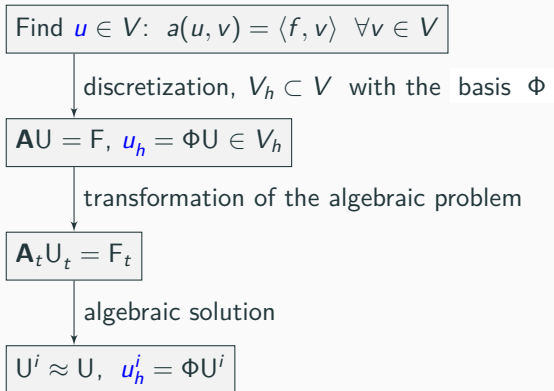 Find u ∈ V: a(u, v) = ⟨f, v⟩ ∀v ∈ V
discretization, V_h ⊂ V with the basis Φ
AU = F, u_h = ΦU ∈ V_h
transformation of the algebraic problem
A_t U_t = F_t
algebraic solution
U^i ≈ U, u_h^i = ΦU^i